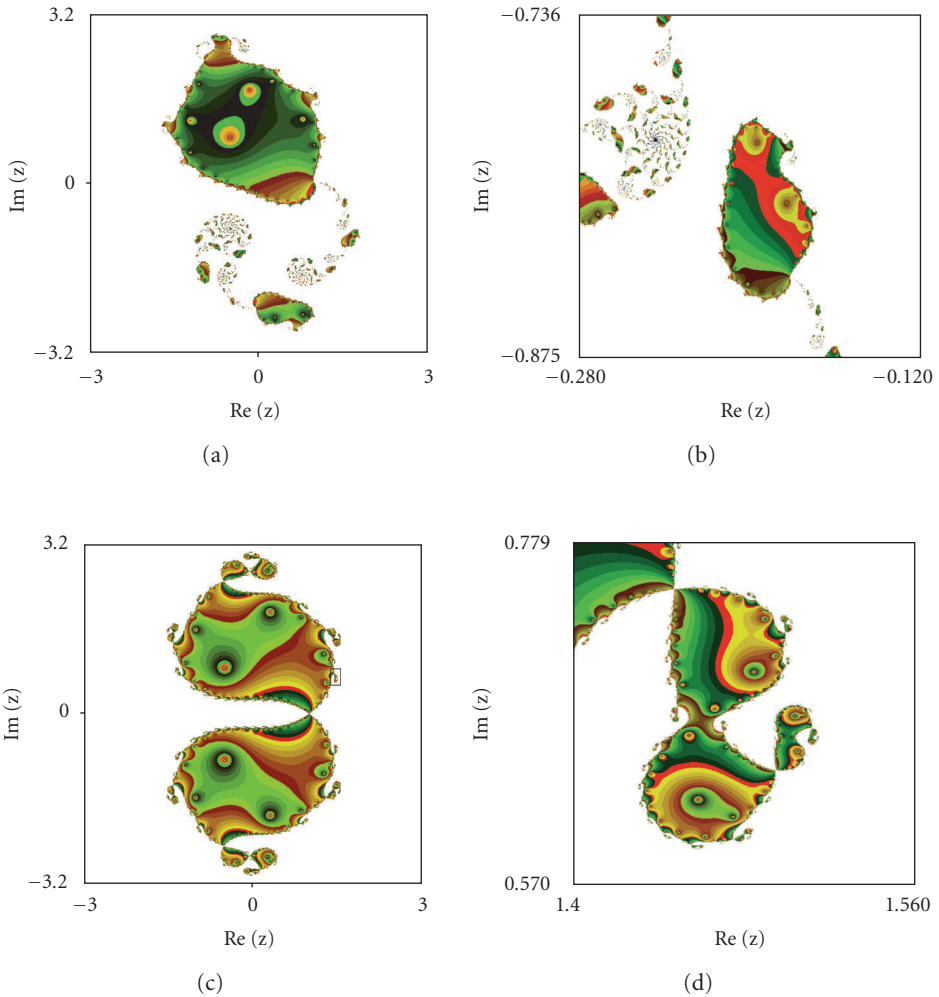 3.2
Im (z)
0
−3.2
−3
0
3
Re (z)
(a)
−0.736
Im (z)
−0.875
−0.280
−0.120
Re (z)
(b)
3.2
Im (z)
0
−3.2
−3
0
3
Re (z)
(c)
0.779
Im (z)
0.570
1.4
1.560
Re (z)
(d)